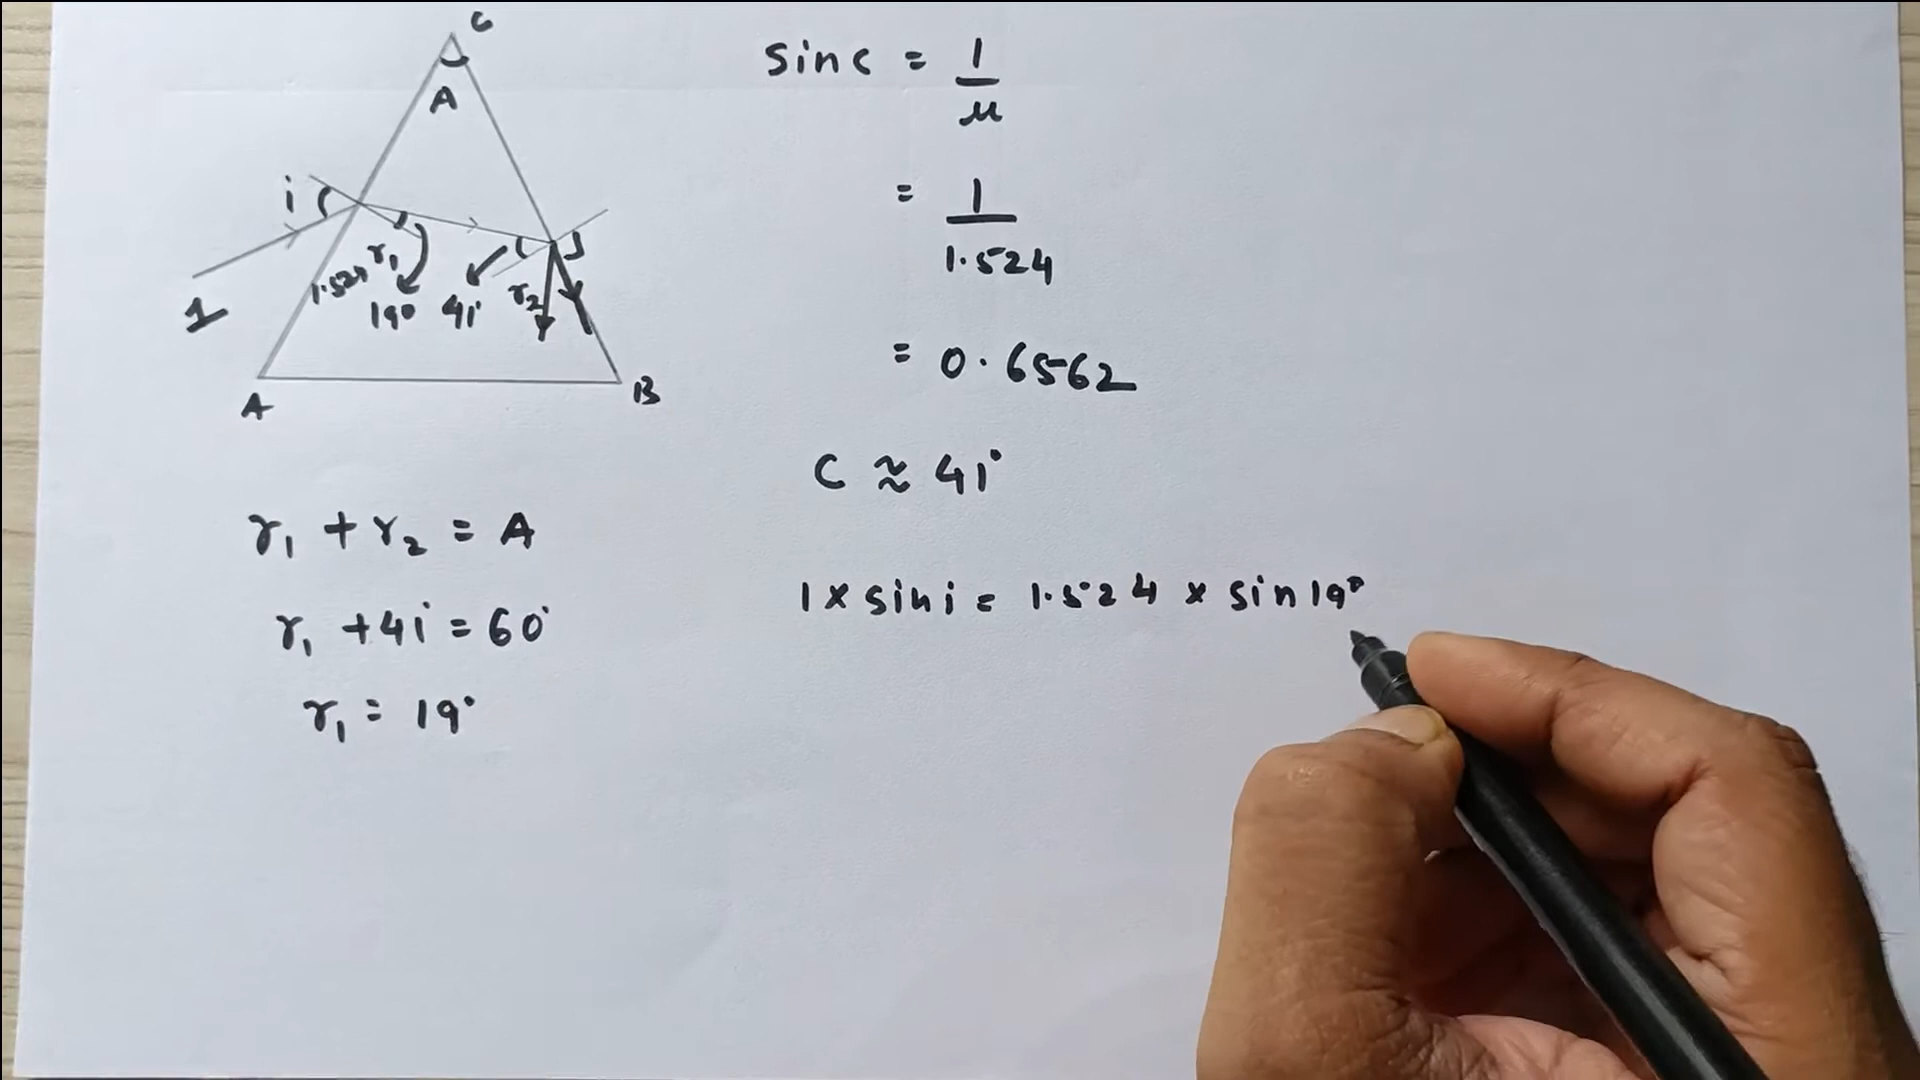 C
A
i
r₁
1.524
19°
41°
r₂
1
A
B
r₁ + r₂ = A
r₁ + 41 = 60°
r₁ = 19°
sin c = 1/μ
= 1/1.524
= 0.6562
C ≈ 41°
1 × sin i = 1.524 × sin 19°